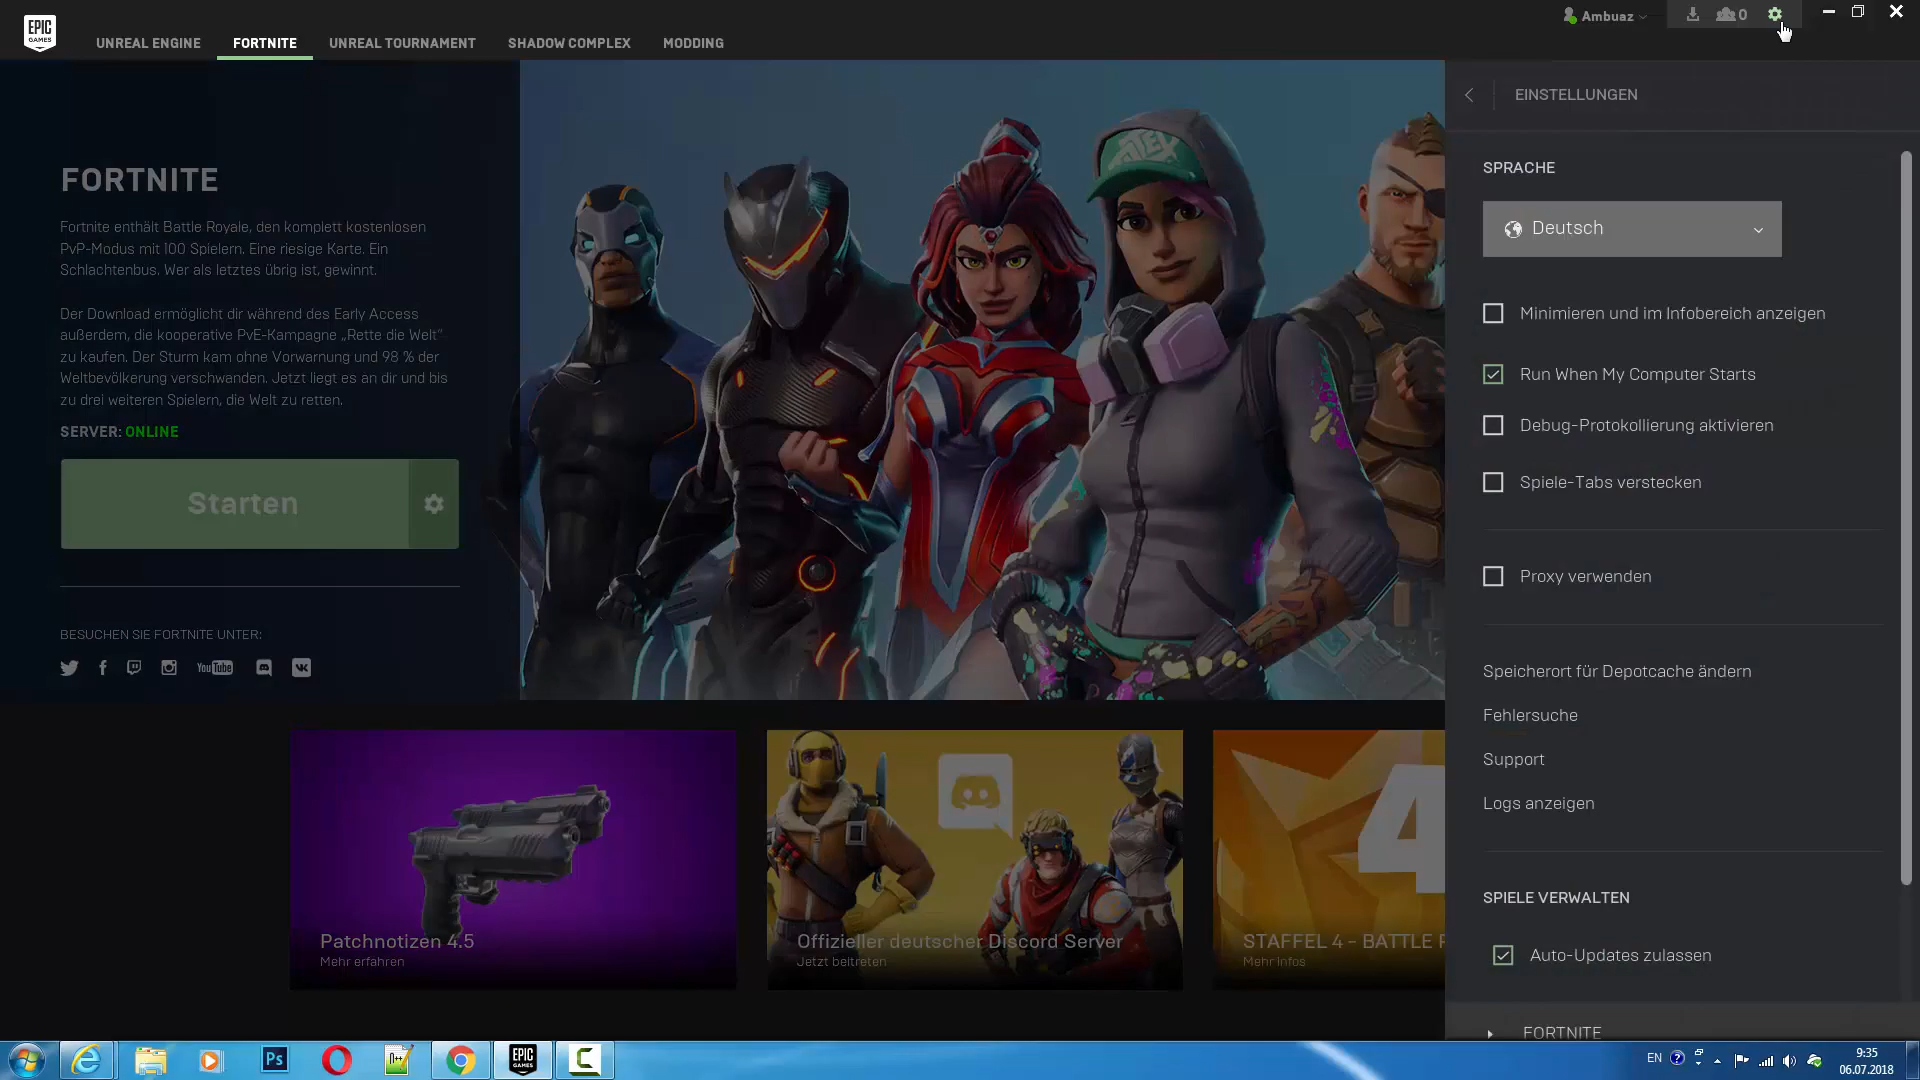 EPIC
GAMES
UNREAL ENGINE
FORTNITE
UNREAL TOURNAMENT
SHADOW COMPLEX
MODDING
Ambuaz
0
FORTNITE
Fortnite enthält Battle Royale, den komplett kostenlosen
PvP-Modus mit 100 Spielern. Eine riesige Karte. Ein
Schlachtenbus. Wer als letztes übrig ist, gewinnt.
Der Download ermöglicht dir während des Early Access
außerdem, die kooperative PvE-Kampagne „Rette die Welt“
zu kaufen. Der Sturm kam ohne Vorwarnung und 98 % der
Weltbevölkerung verschwanden. Jetzt liegt es an dir und bis
zu drei weiteren Spielern, die Welt zu retten.
SERVER: ONLINE
Starten
BESUCHEN SIE FORTNITE UNTER:
You Tube
Patchnotizen 4.5
Mehr erfahren
Offizieller deutscher Discord Server
Jetzt beitreten
4
STAFFEL 4 - BATTLE
Mehr Infos
EINSTELLUNGEN
SPRACHE
Deutsch
Minimieren und im Infobereich anzeigen
Run When My Computer Starts
Debug-Protokollierung aktivieren
Spiele-Tabs verstecken
Proxy verwenden
Speicherort für Depotcache ändern
Fehlersuche
Support
Logs anzeigen
SPIELE VERWALTEN
Auto-Updates zulassen
FORTNITE
Ps
EPIC
GAMES
EN
9:35
06.07.2018